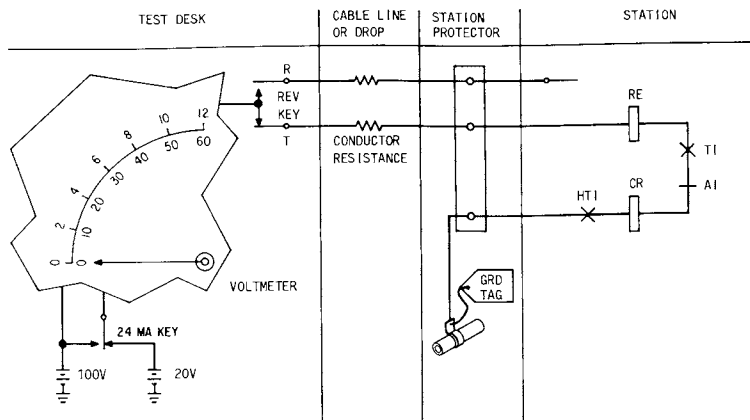 TEST DESK
CABLE LINE
OR DROP
STATION
PROTECTOR
STATION
R
REV
KEY
T
CONDUCTOR
RESISTANCE
RE
TI
AI
CR
HTI
0 2 4 6 8 10 12
0 10 20 30 40 50 60
VOLTMETER
GRD
TAG
24 MA KEY
100V
20V